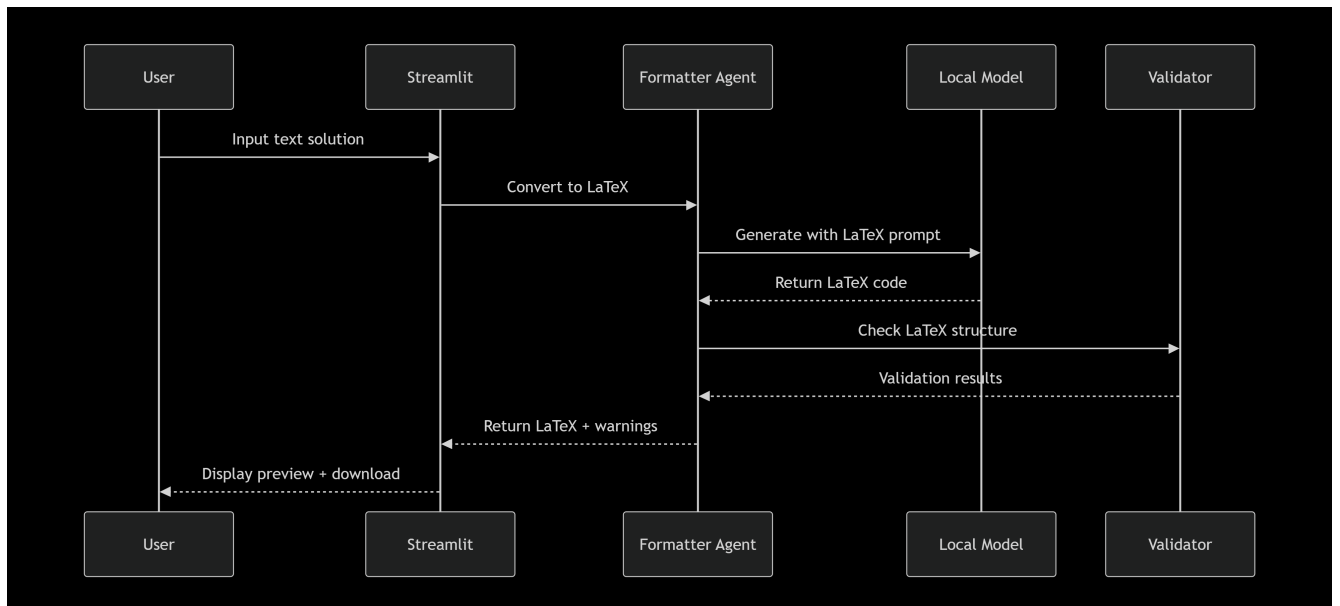 User
Streamlit
Formatter Agent
Local Model
Validator
Input text solution
Convert to LaTeX
Generate with LaTeX prompt
Return LaTeX code
Check LaTeX structure
Validation results
Return LaTeX + warnings
Display preview + download
User
Streamlit
Formatter Agent
Local Model
Validator